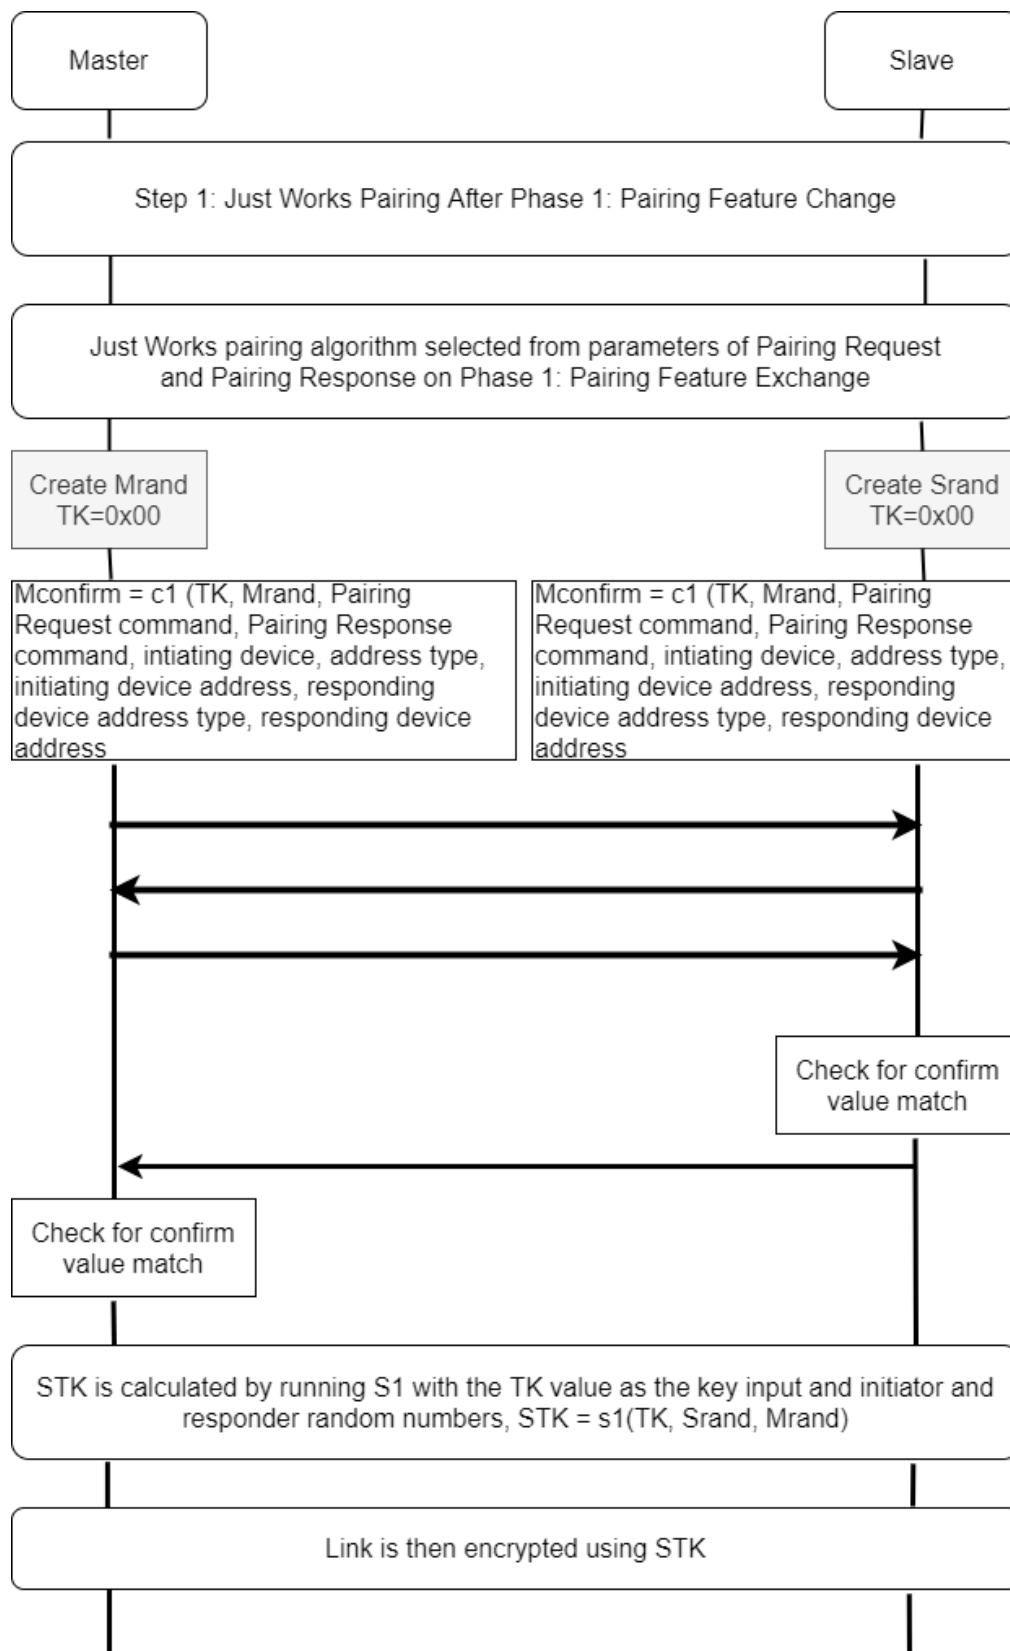 Master
Slave
Step 1: Just Works Pairing After Phase 1: Pairing Feature Change
Just Works pairing algorithm selected from parameters of Pairing Request
and Pairing Response on Phase 1: Pairing Feature Exchange
Create Mrand
TK=0x00
Create Srand
TK=0x00
Mconfirm = c1 (TK, Mrand, Pairing
Request command, Pairing Response
command, intiating device, address type,
initiating device address, responding
device address type, responding device
address
Mconfirm = c1 (TK, Mrand, Pairing
Request command, Pairing Response
command, intiating device, address type,
initiating device address, responding
device address type, responding device
address
Check for confirm
value match
Check for confirm
value match
STK is calculated by running S1 with the TK value as the key input and initiator and
responder random numbers, STK = s1(TK, Srand, Mrand)
Link is then encrypted using STK